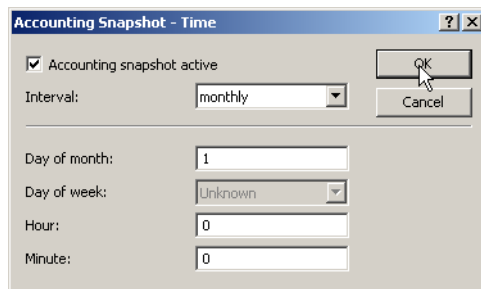 Accounting Snapshot - Time
Accounting snapshot active
OK
Interval: monthly
Cancel
Day of month: 1
Day of week: Unknown
Hour: 0
Minute: 0